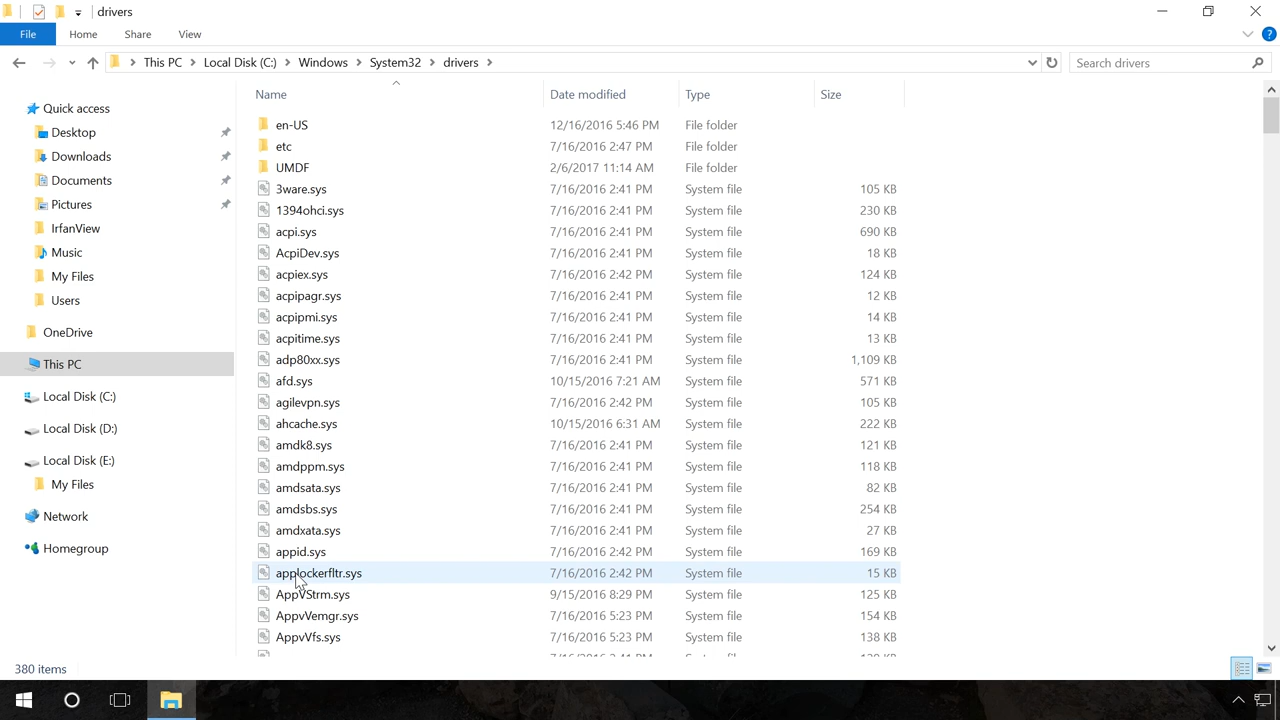 drivers
File Home Share View
This PC Local Disk (C:) Windows System32 drivers Search drivers
Name Date modified Type Size
Quick access
Desktop
Downloads
Documents
Pictures
IrfanView
Music
My Files
Users
OneDrive
This PC
Local Disk (C:)
Local Disk (D:)
Local Disk (E:)
My Files
Network
Homegroup
en-US 12/16/2016 5:46 PM File folder
etc 7/16/2016 2:47 PM File folder
UMDF 2/6/2017 11:14 AM File folder
3ware.sys 7/16/2016 2:41 PM System file 105 KB
1394ohci.sys 7/16/2016 2:41 PM System file 230 KB
acpi.sys 7/16/2016 2:41 PM System file 690 KB
AcpiDev.sys 7/16/2016 2:41 PM System file 18 KB
acpiex.sys 7/16/2016 2:42 PM System file 124 KB
acpipagr.sys 7/16/2016 2:41 PM System file 12 KB
acpipmi.sys 7/16/2016 2:41 PM System file 14 KB
acpitime.sys 7/16/2016 2:41 PM System file 13 KB
adp80xx.sys 7/16/2016 2:41 PM System file 1,109 KB
afd.sys 10/15/2016 7:21 AM System file 571 KB
agilevpn.sys 7/16/2016 2:42 PM System file 105 KB
ahcache.sys 10/15/2016 6:31 AM System file 222 KB
amdk8.sys 7/16/2016 2:41 PM System file 121 KB
amdppm.sys 7/16/2016 2:41 PM System file 118 KB
amdsata.sys 7/16/2016 2:41 PM System file 82 KB
amdsbs.sys 7/16/2016 2:41 PM System file 254 KB
amdxata.sys 7/16/2016 2:41 PM System file 27 KB
appid.sys 7/16/2016 2:42 PM System file 169 KB
applockerfltr.sys 7/16/2016 2:42 PM System file 15 KB
AppVStrm.sys 9/15/2016 8:29 PM System file 125 KB
AppvVemgr.sys 7/16/2016 5:23 PM System file 154 KB
AppvVfs.sys 7/16/2016 5:23 PM System file 138 KB
380 items